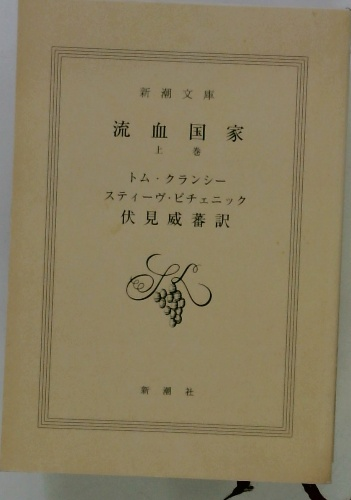 新潮文庫
流血国家
上巻
トム・クランシー
スティーヴ・ピチェニック
伏見威蕃訳
新潮社